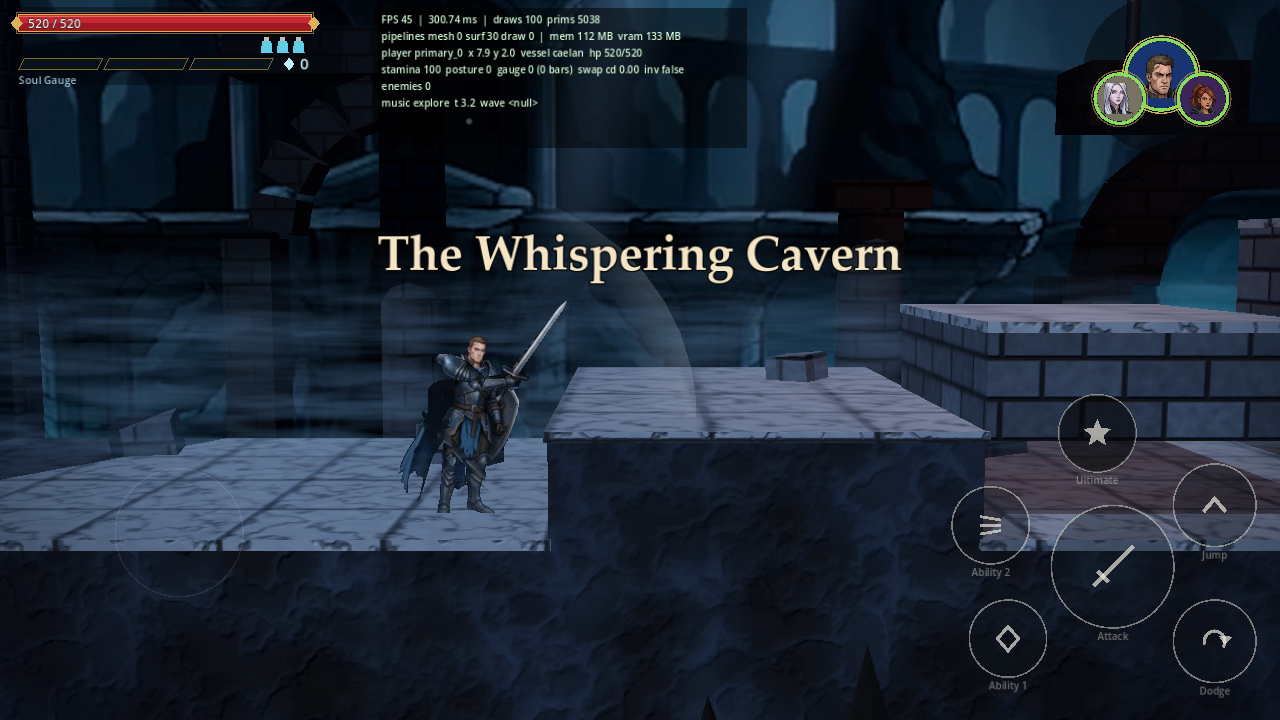 520 / 520
0
Soul Gauge
FPS 45 | 300.74 ms | draws 100 prims 5038
pipelines mesh 0 surf 30 draw 0 | mem 112 MB vram 133 MB
player primary_0 x 7.9 y 2.0 vessel caelan hp 520/520
stamina 100 posture 0 gauge 0 (0 bars) swap cd 0.00 inv false
enemies 0
music explore t 3.2 wave <null>
The Whispering Cavern
Ultimate
Jump
Ability 2
Attack
Ability 1
Dodge